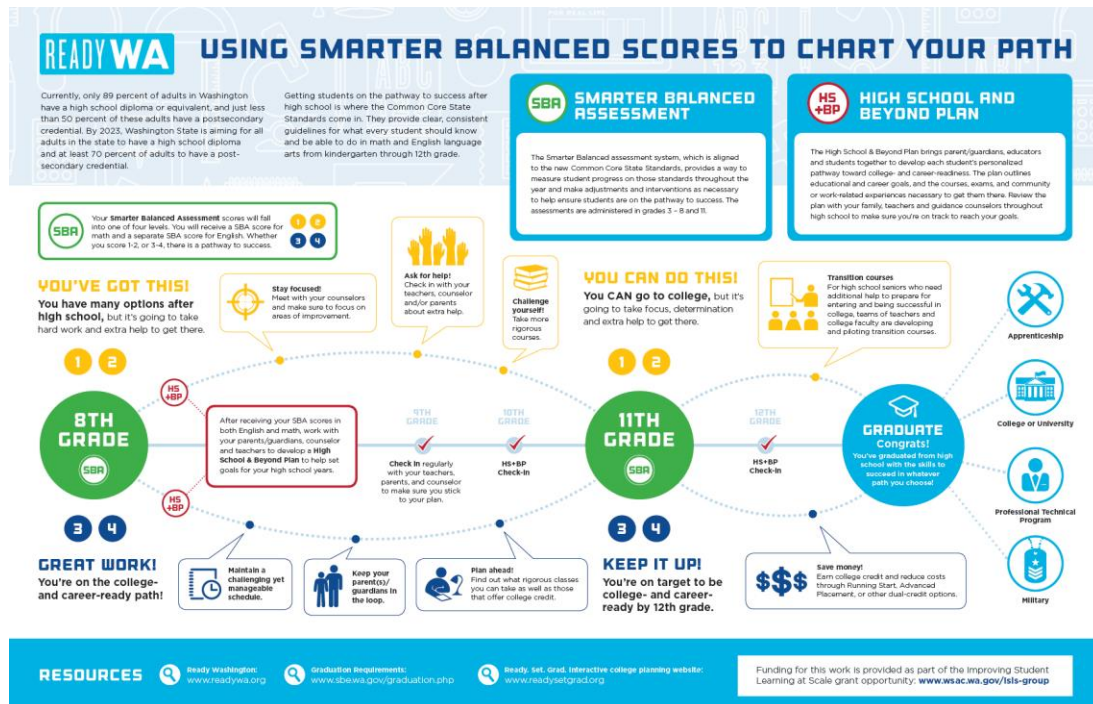 READY WA
USING SMARTER BALANCED SCORES TO CHART YOUR PATH
Currently, only 89 percent of adults in Washington
have a high school diploma or equivalent, and just less
than 50 percent of these adults have a postsecondary
credential. By 2023, Washington State is aiming for all
adults in the state to have a high school diploma
and at least 70 percent of adults to have a post-
secondary credential.
Getting students on the pathway to success after
high school is where the Common Core State
Standards come in. They provide clear, consistent
guidelines for what every student should know
and be able to do in math and English language
arts from kindergarten through 12th grade.
SBA
SMARTER BALANCED
ASSESSMENT
The Smarter Balanced assessment system, which is aligned
to the new Common Core State Standards, provides a way to
measure student progress on those standards throughout the
year and make adjustments and interventions as necessary
to help ensure students are on the pathway to success. The
assessments are administered in grades 3 – 8 and 11.
HS
+BP
HIGH SCHOOL AND
BEYOND PLAN
The High School & Beyond Plan brings parent/guardians, educators
and students together to develop each student's personalized
pathway toward college- and career-readiness. The plan outlines
educational and career goals, and the courses, exams, and community
or work-related experiences necessary to get them there. Review the
plan with your family, teachers and guidance counselors throughout
high school to make sure you're on track to reach your goals.
SBA
Your Smarter Balanced Assessment scores will fall
into one of four levels. You will receive a SBA score for
math and a separate SBA score for English. Whether
you score 1-2, or 3-4, there is a pathway to success.
1 2
3 4
YOU'VE GOT THIS!
You have many options after
high school, but it's going to take
hard work and extra help to get there.
1 2
Stay focused!
Meet with your counselors
and make sure to focus on
areas of improvement.
Ask for help!
Check in with your
teachers, counselor
and/or parents
about extra help.
Challenge
yourself!
Take more
rigorous
courses.
YOU CAN DO THIS!
You CAN go to college, but it's
going to take focus, determination
and extra help to get there.
1 2
Transition courses
For high school seniors who need
additional help to prepare for
entering and being successful in
college, teams of teachers and
college faculty are developing
and piloting transition courses.
8TH
GRADE
SBA
HS
+BP
HS
+BP
After receiving your SBA scores in
both English and math, work with
your parents/guardians, counselor
and teachers to develop a High
School & Beyond Plan to help set
goals for your high school years.
9TH
GRADE
Check in regularly
with your teachers,
parents, and counselor
to make sure you stick
to your plan.
10TH
GRADE
HS+BP
Check-In
11TH
GRADE
SBA
12TH
GRADE
HS+BP
Check-In
GRADUATE
Congrats!
You've graduated from high
school with the skills to
succeed in whatever
path you choose!
Apprenticeship
College or University
Professional Technical
Program
Military
3 4
GREAT WORK!
You're on the college-
and career-ready path!
Maintain a
challenging yet
manageable
schedule.
Keep your
parent(s)/
guardians in
the loop.
Plan ahead!
Find out what rigorous classes
you can take as well as those
that offer college credit.
3 4
KEEP IT UP!
You're on target to be
college- and career-
ready by 12th grade.
$$$
Save money!
Earn college credit and reduce costs
through Running Start, Advanced
Placement, or other dual-credit options.
RESOURCES
Ready Washington:
www.readywa.org
Graduation Requirements:
www.sbe.wa.gov/graduation.php
Ready. Set. Grad. Interactive college planning website:
www.readysetgrad.org
Funding for this work is provided as part of the Improving Student
Learning at Scale grant opportunity: www.wsac.wa.gov/isls-group